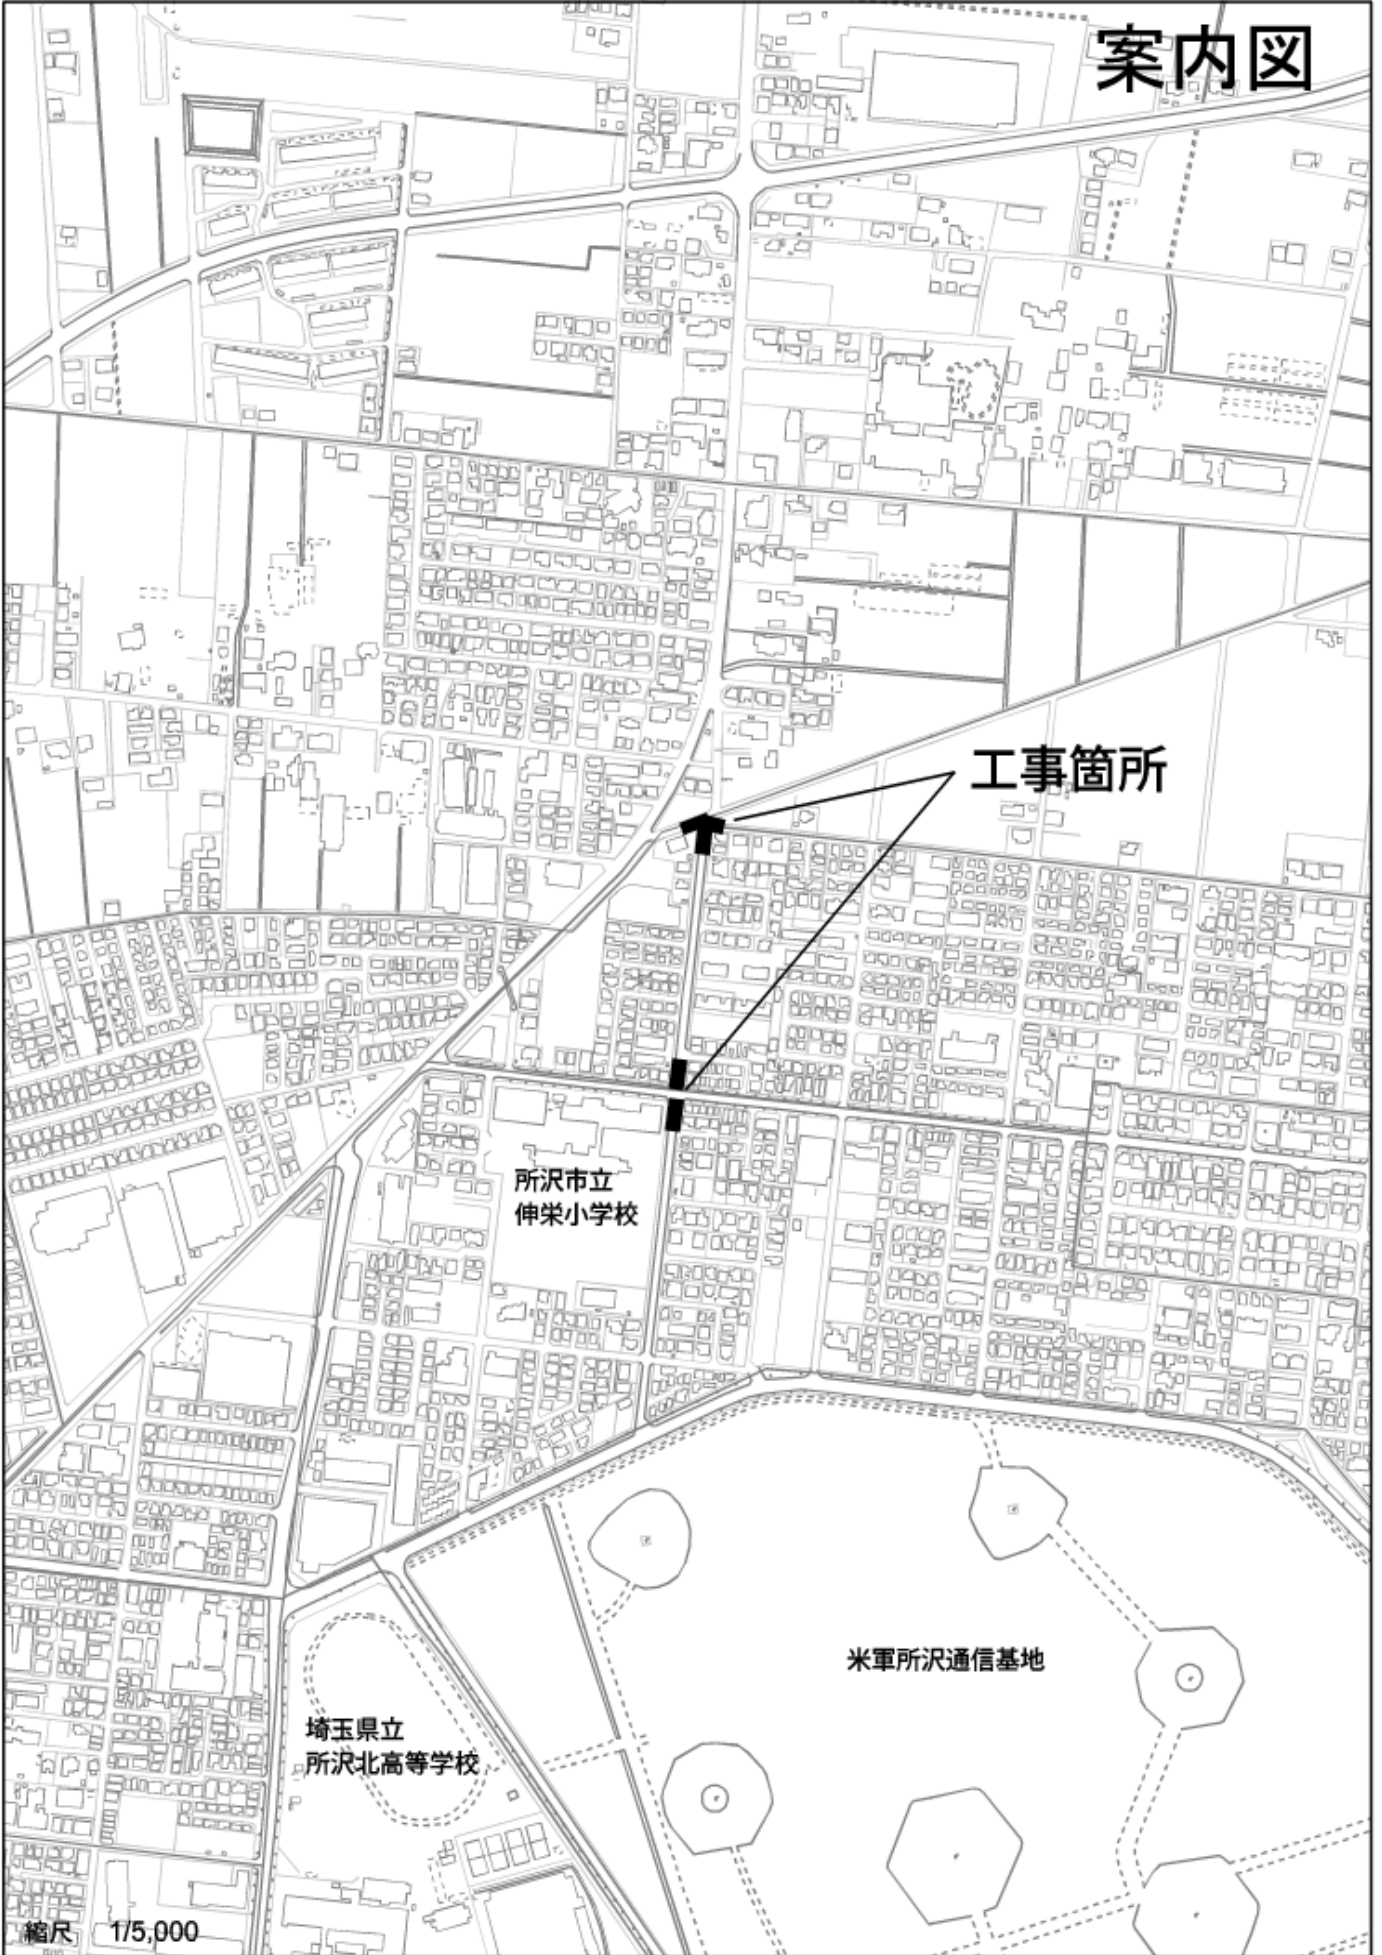 案内図
工事箇所
所沢市立
伸栄小学校
米軍所沢通信基地
埼玉県立
所沢北高等学校
縮尺 1/5,000